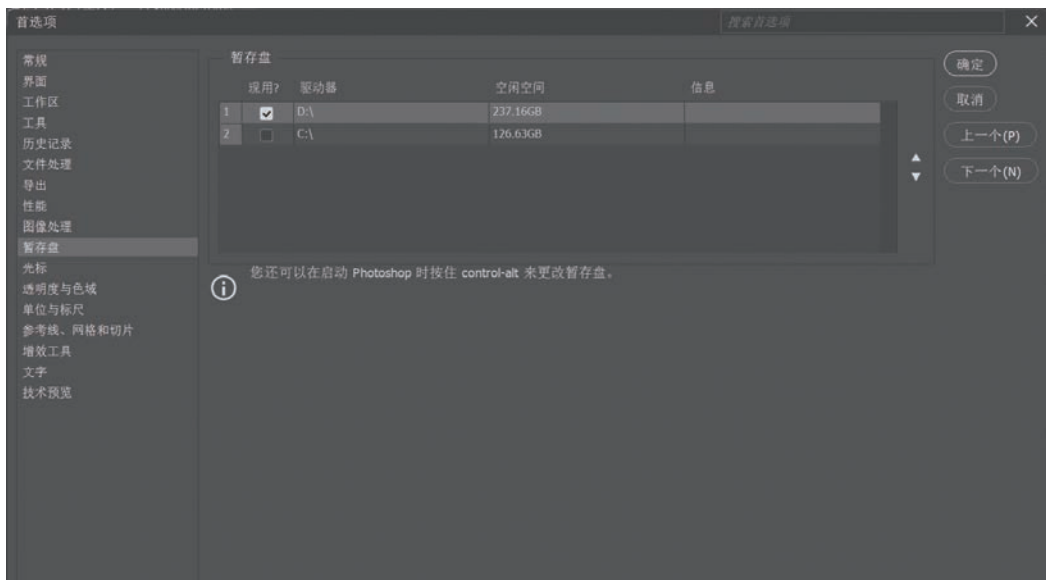 首选项
搜索首选项
常规
界面
工作区
工具
历史记录
文件处理
导出
性能
图像处理
暂存盘
光标
透明度与色域
单位与标尺
参考线、网格和切片
增效工具
文字
技术预览
暂存盘
现用? 驱动器 空闲空间 信息
1 D:\ 237.16GB
2 C:\ 126.63GB
您还可以在启动 Photoshop 时按住 control-alt 来更改暂存盘。
确定
取消
上一个(P)
下一个(N)